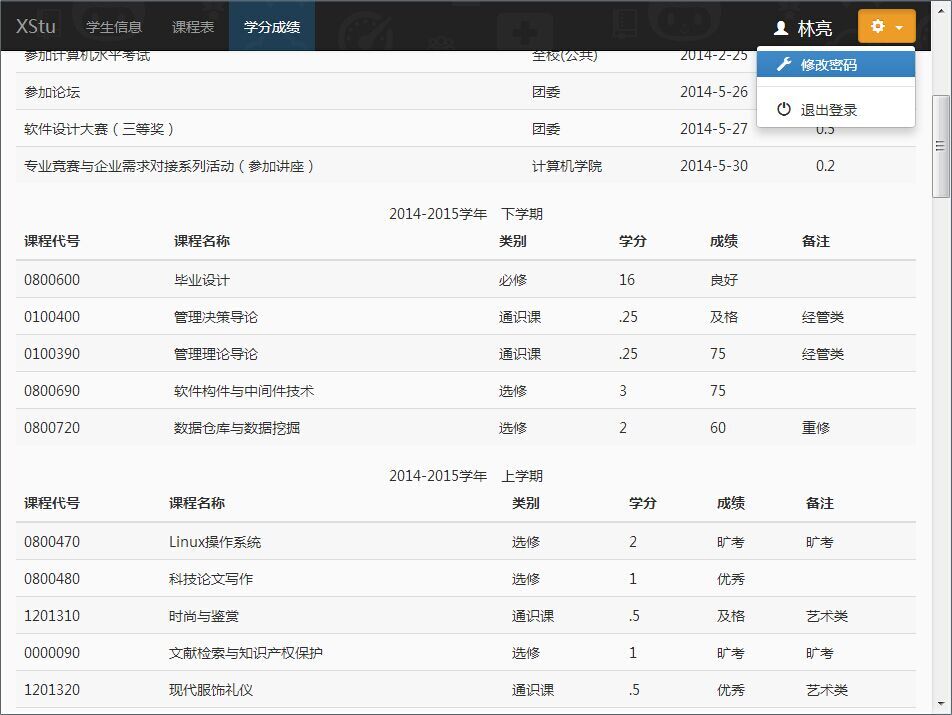 XStu 学生信息 课程表 学分成绩 林亮
修改密码
退出登录
参加计算机水平考试 全校(公共) 2014-2-25
参加论坛 团委 2014-5-26
软件设计大赛（三等奖） 团委 2014-5-27 0.5
专业竞赛与企业需求对接系列活动（参加讲座） 计算机学院 2014-5-30 0.2
2014-2015学年 下学期
课程代号 课程名称 类别 学分 成绩 备注
0800600 毕业设计 必修 16 良好
0100400 管理决策导论 通识课 .25 及格 经管类
0100390 管理理论导论 通识课 .25 75 经管类
0800690 软件构件与中间件技术 选修 3 75
0800720 数据仓库与数据挖掘 选修 2 60 重修
2014-2015学年 上学期
课程代号 课程名称 类别 学分 成绩 备注
0800470 Linux操作系统 选修 2 旷考 旷考
0800480 科技论文写作 选修 1 优秀
1201310 时尚与鉴赏 通识课 .5 及格 艺术类
0000090 文献检索与知识产权保护 选修 1 旷考 旷考
1201320 现代服饰礼仪 通识课 .5 优秀 艺术类